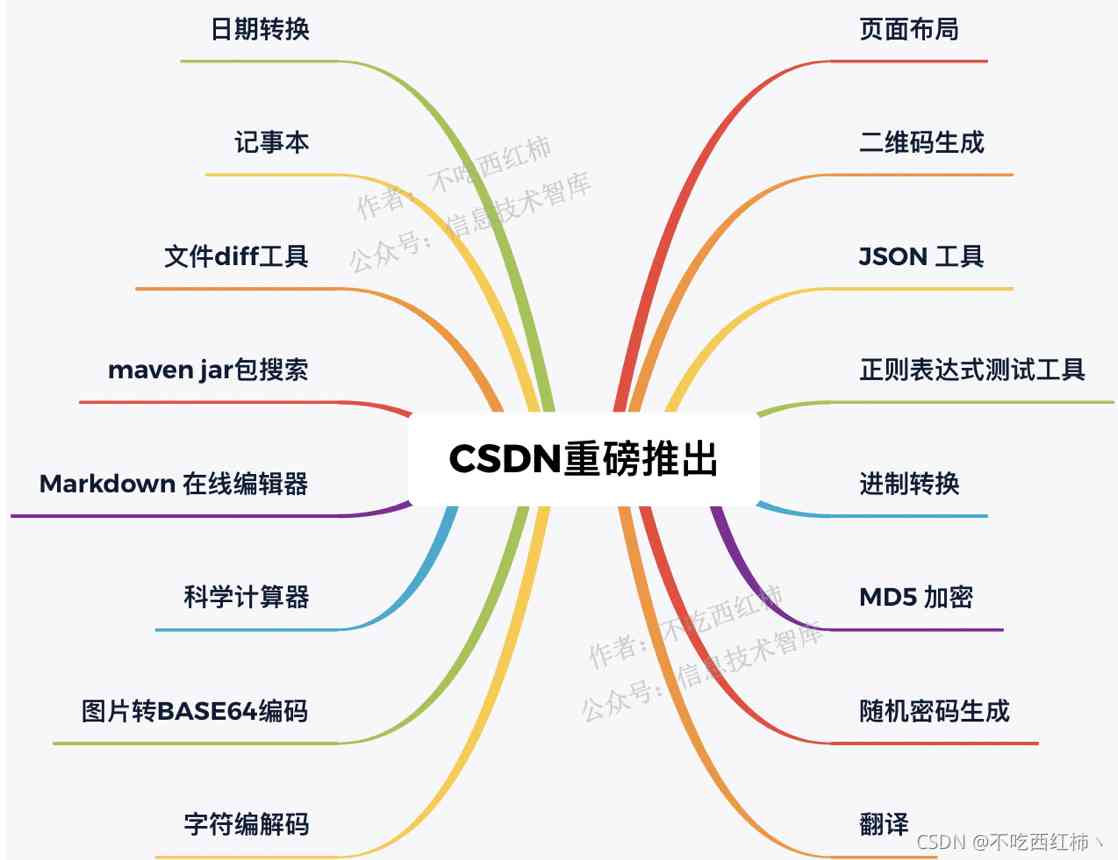 日期转换
记事本
文件diff工具
maven jar包搜索
Markdown 在线编辑器
科学计算器
图片转BASE64编码
字符编解码
CSDN重磅推出
页面布局
二维码生成
JSON 工具
正则表达式测试工具
进制转换
MD5 加密
随机密码生成
翻译
作者：不吃西红柿
公众号：信息技术智库
作者：不吃西红柿
公众号：信息技术智库
CSDN @不吃西红柿丶